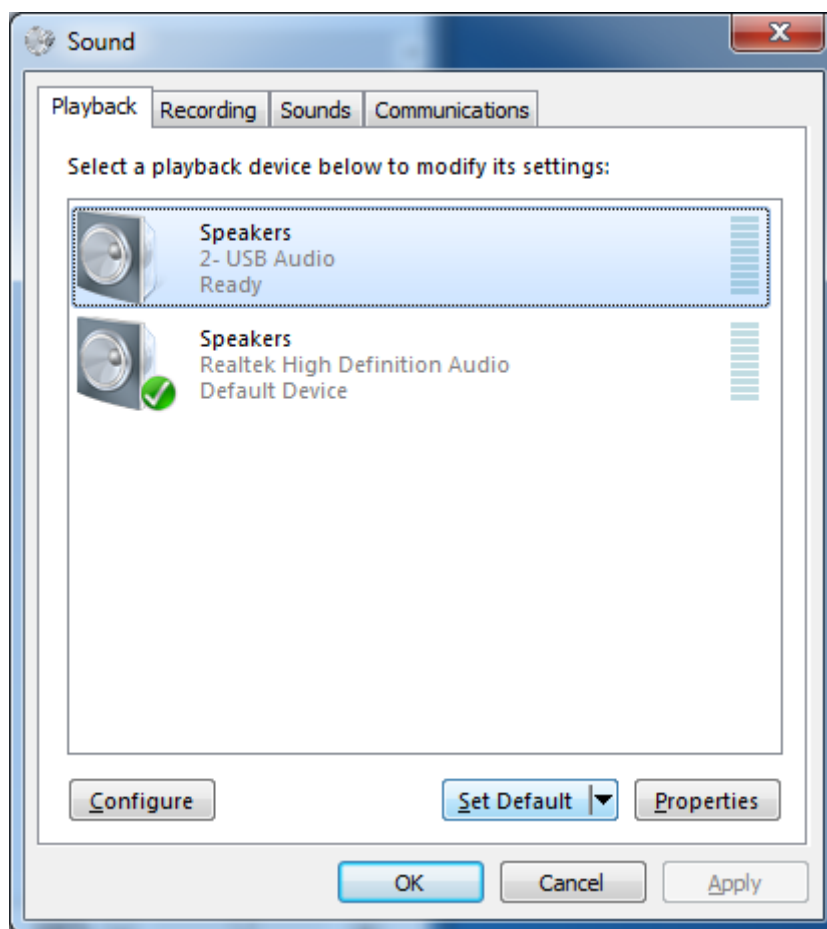 Sound
Playback Recording Sounds Communications
Select a playback device below to modify its settings:
Speakers
2- USB Audio
Ready
Speakers
Realtek High Definition Audio
Default Device
Configure Set Default Properties
OK Cancel Apply